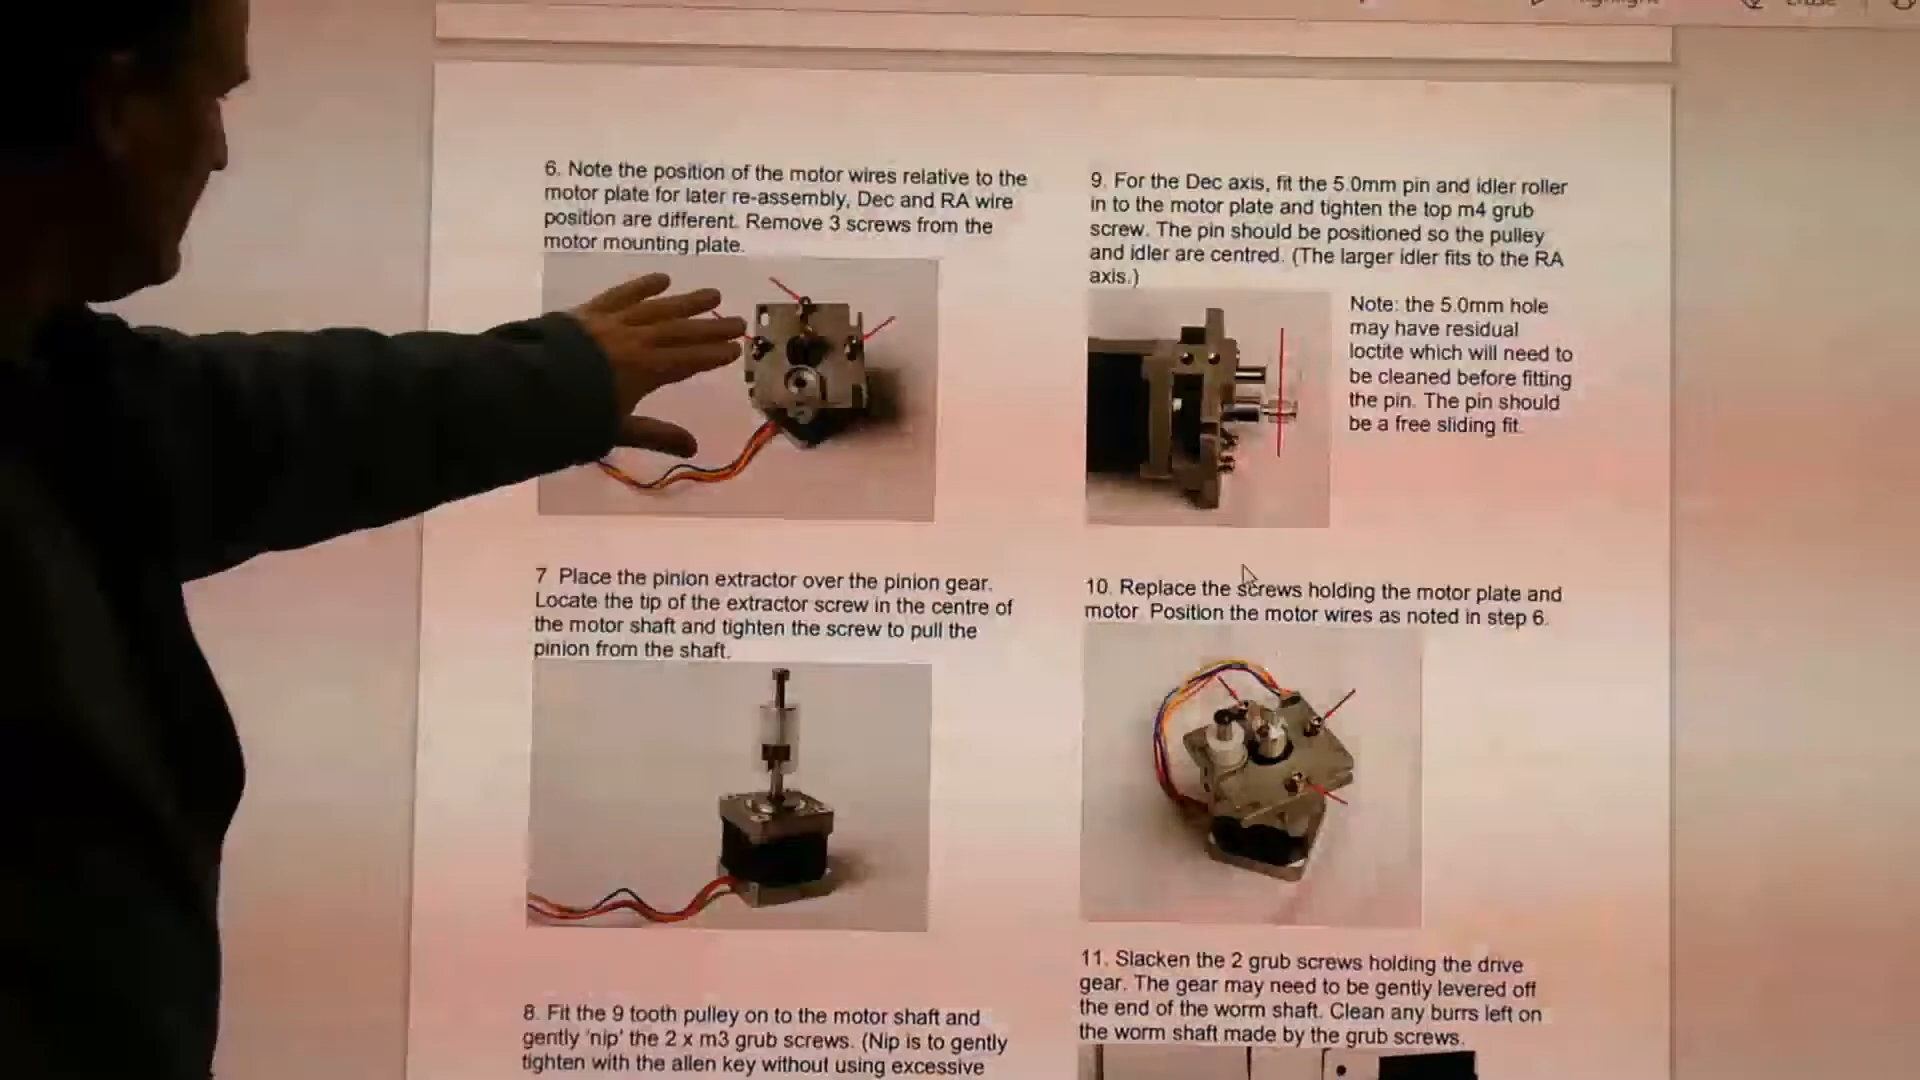 6. Note the position of the motor wires relative to the
motor plate for later re-assembly, Dec and RA wire
position are different. Remove 3 screws from the
motor mounting plate.
7 Place the pinion extractor over the pinion gear.
Locate the tip of the extractor screw in the centre of
the motor shaft and tighten the screw to pull the
pinion from the shaft.
8. Fit the 9 tooth pulley on to the motor shaft and
gently 'nip' the 2 x m3 grub screws. (Nip is to gently
tighten with the allen key without using excessive
9. For the Dec axis, fit the 5.0mm pin and idler roller
in to the motor plate and tighten the top m4 grub
screw. The pin should be positioned so the pulley
and idler are centred. (The larger idler fits to the RA
axis.)
Note: the 5.0mm hole
may have residual
loctite which will need to
be cleaned before fitting
the pin. The pin should
be a free sliding fit.
10. Replace the screws holding the motor plate and
motor. Position the motor wires as noted in step 6.
11. Slacken the 2 grub screws holding the drive
gear. The gear may need to be gently levered off
the end of the worm shaft. Clean any burrs left on
the worm shaft made by the grub screws.